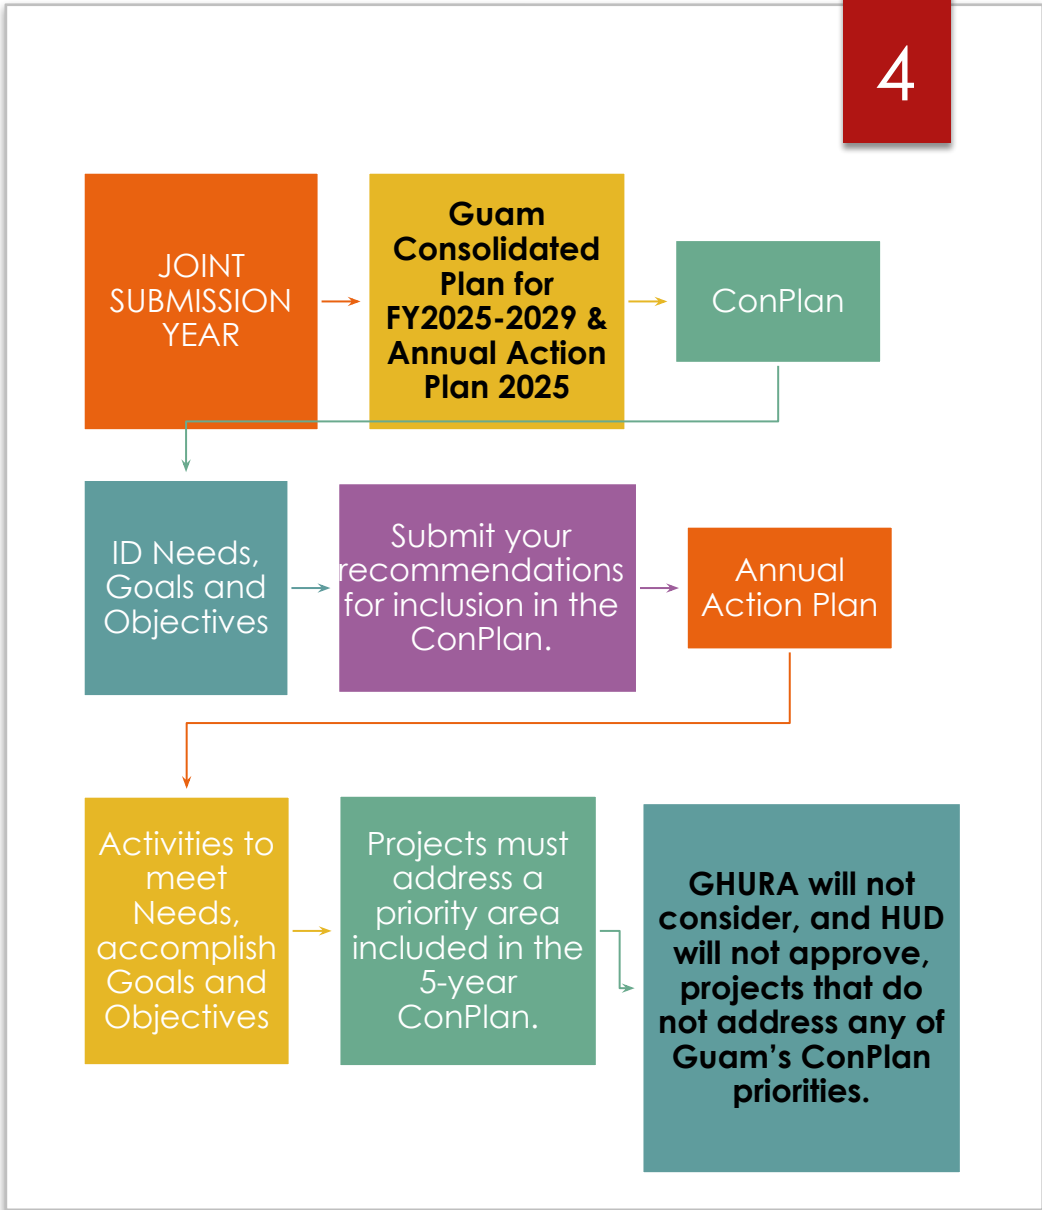 4
JOINT
SUBMISSION
YEAR
Guam
Consolidated
Plan for
FY2025-2029 &
Annual Action
Plan 2025
ConPlan
ID Needs,
Goals and
Objectives
Submit your
recommendations
for inclusion in the
ConPlan.
Annual
Action Plan
Activities to
meet
Needs,
accomplish
Goals and
Objectives
Projects must
address a
priority area
included in the
5-year
ConPlan.
GHURA will not
consider, and HUD
will not approve,
projects that do
not address any of
Guam’s ConPlan
priorities.